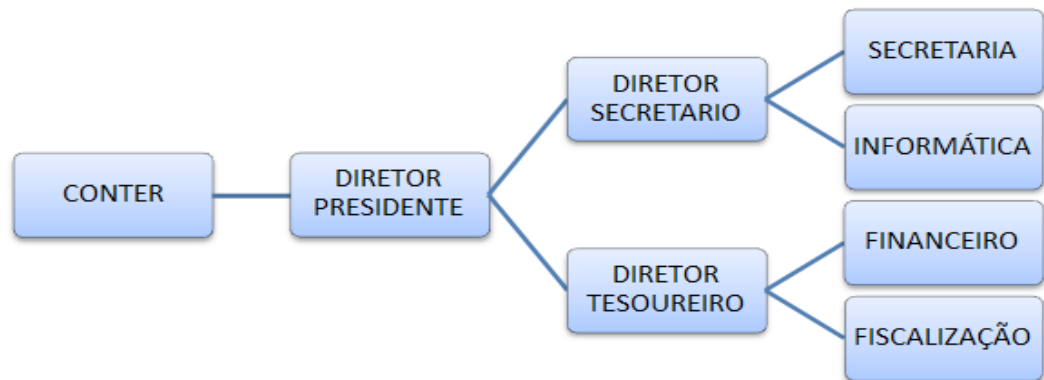 CONTER
DIRETOR
PRESIDENTE
DIRETOR
SECRETARIO
DIRETOR
TESOUREIRO
SECRETARIA
INFORMÁTICA
FINANCEIRO
FISCALIZAÇÃO